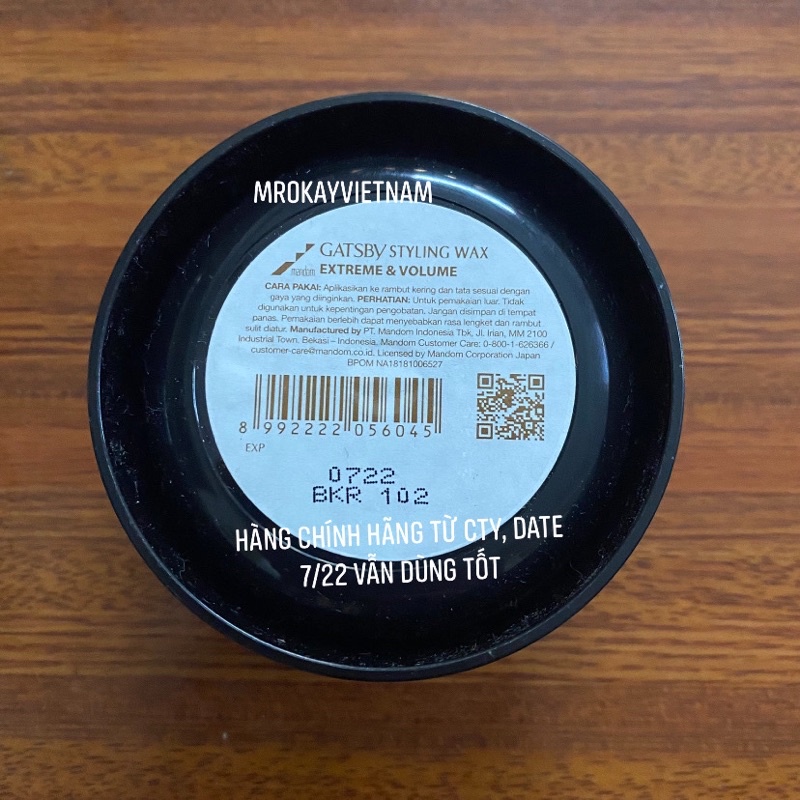 MROKAYVIETNAM
GATSBY STYLING WAX
mandom EXTREME & VOLUME
CARA PAKAI: Aplikasikan ke rambut kering dan tata sesuai dengan
gaya yang diinginkan. PERHATIAN: Untuk pemakaian luar. Tidak
digunakan untuk kepentingan pengobatan. Jangan disimpan di tempat
panas. Pemakaian berlebih dapat menyebabkan rasa lengket dan rambut
sulit diatur. Manufactured by PT. Mandom Indonesia Tbk, Jl. Irian, MM 2100
Industrial Town. Bekasi – Indonesia. Mandom Customer Care: 0-800-1-626366 /
customer-care@mandom.co.id. Licensed by Mandom Corporation Japan
BPOM NA18181006527
8 992222 056045
EXP
0722
BKR 102
HÀNG CHÍNH HÃNG TỪ CTY, DATE
7/22 VẪN DÙNG TỐT